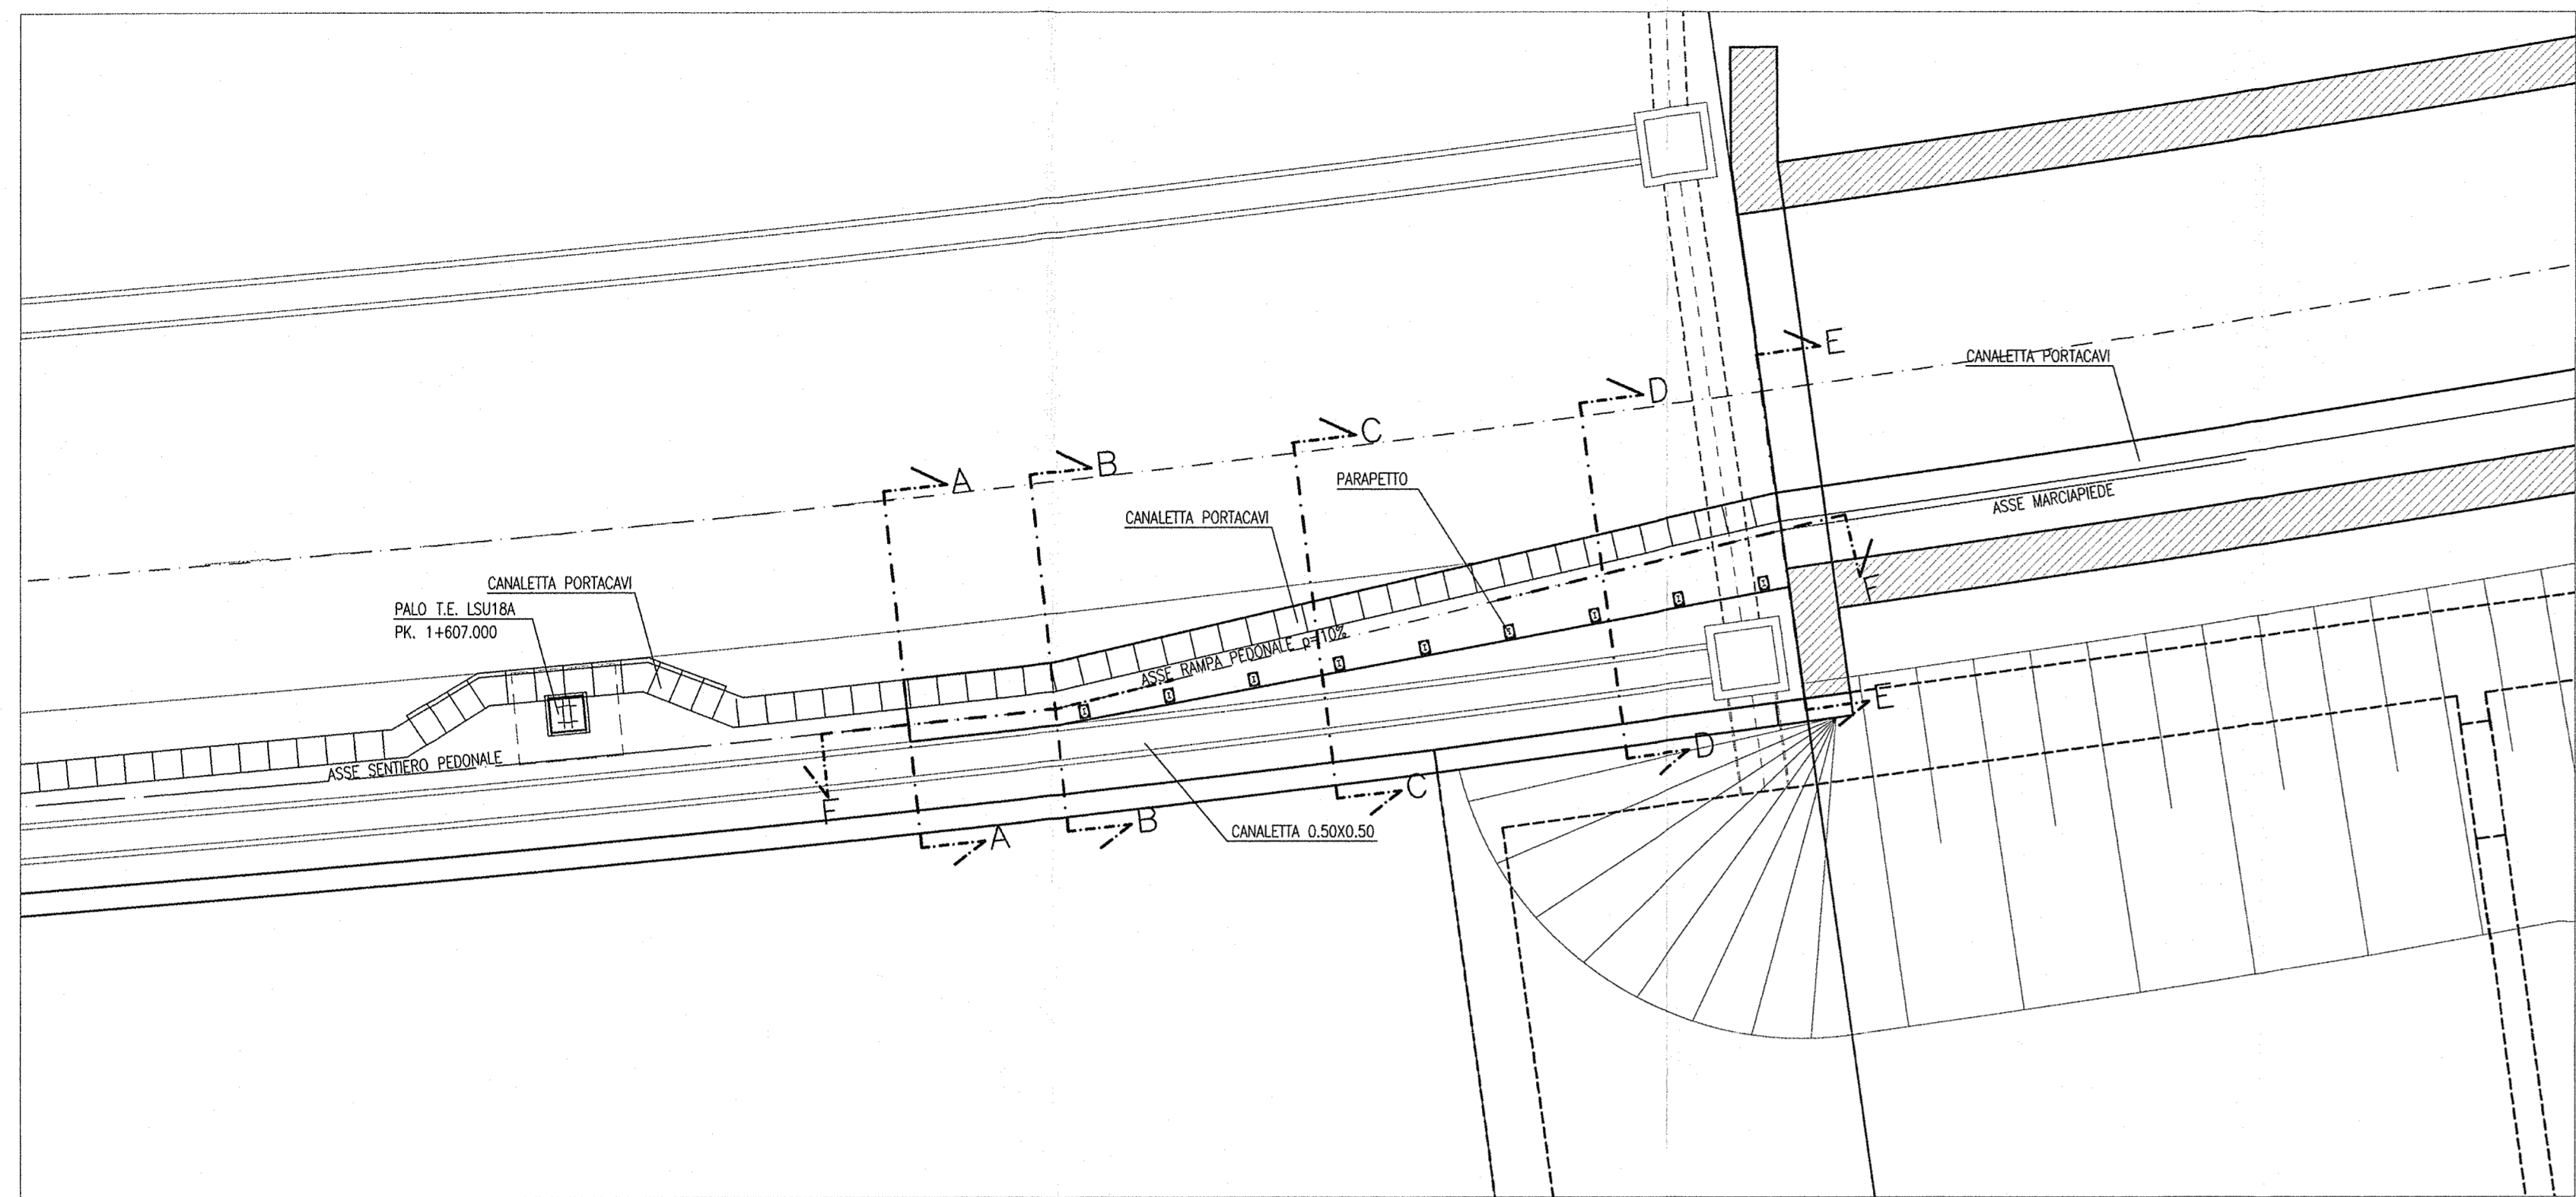 E
CANALETTA PORTACAVI
D
C
B
A
PARAPETTO
CANALETTA PORTACAVI
ASSE MARCIAPIEDE
CANALETTA PORTACAVI
PALO T.E. LSU18A
PK. 1+607.000
F
ASSE RAMPA PEDONALE p=10%
E
ASSE SENTIERO PEDONALE
D
C
F
B
CANALETTA 0.50X0.50
A